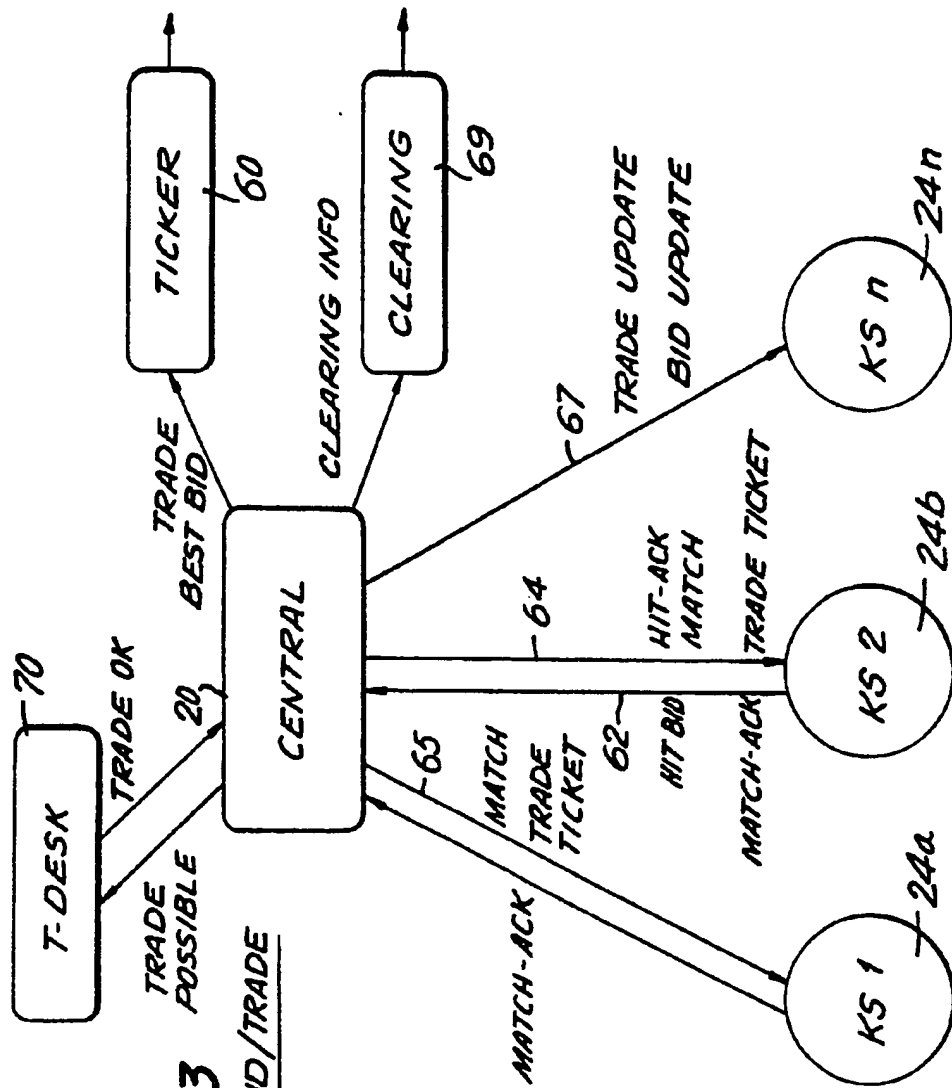 70
T-DESK
TRADE OK
TRADE
POSSIBLE
3
ND/TRADE
20
CENTRAL
TRADE
BEST BID
TICKER
60
CLEARING INFO
CLEARING
69
65
MATCH
TRADE
TICKET
MATCH-ACK
62
HIT BID
MATCH-ACK
64
HIT-ACK
MATCH
TRADE TICKET
67
TRADE UPDATE
BID UPDATE
KS 1
24a
KS 2
24b
KS n
24n